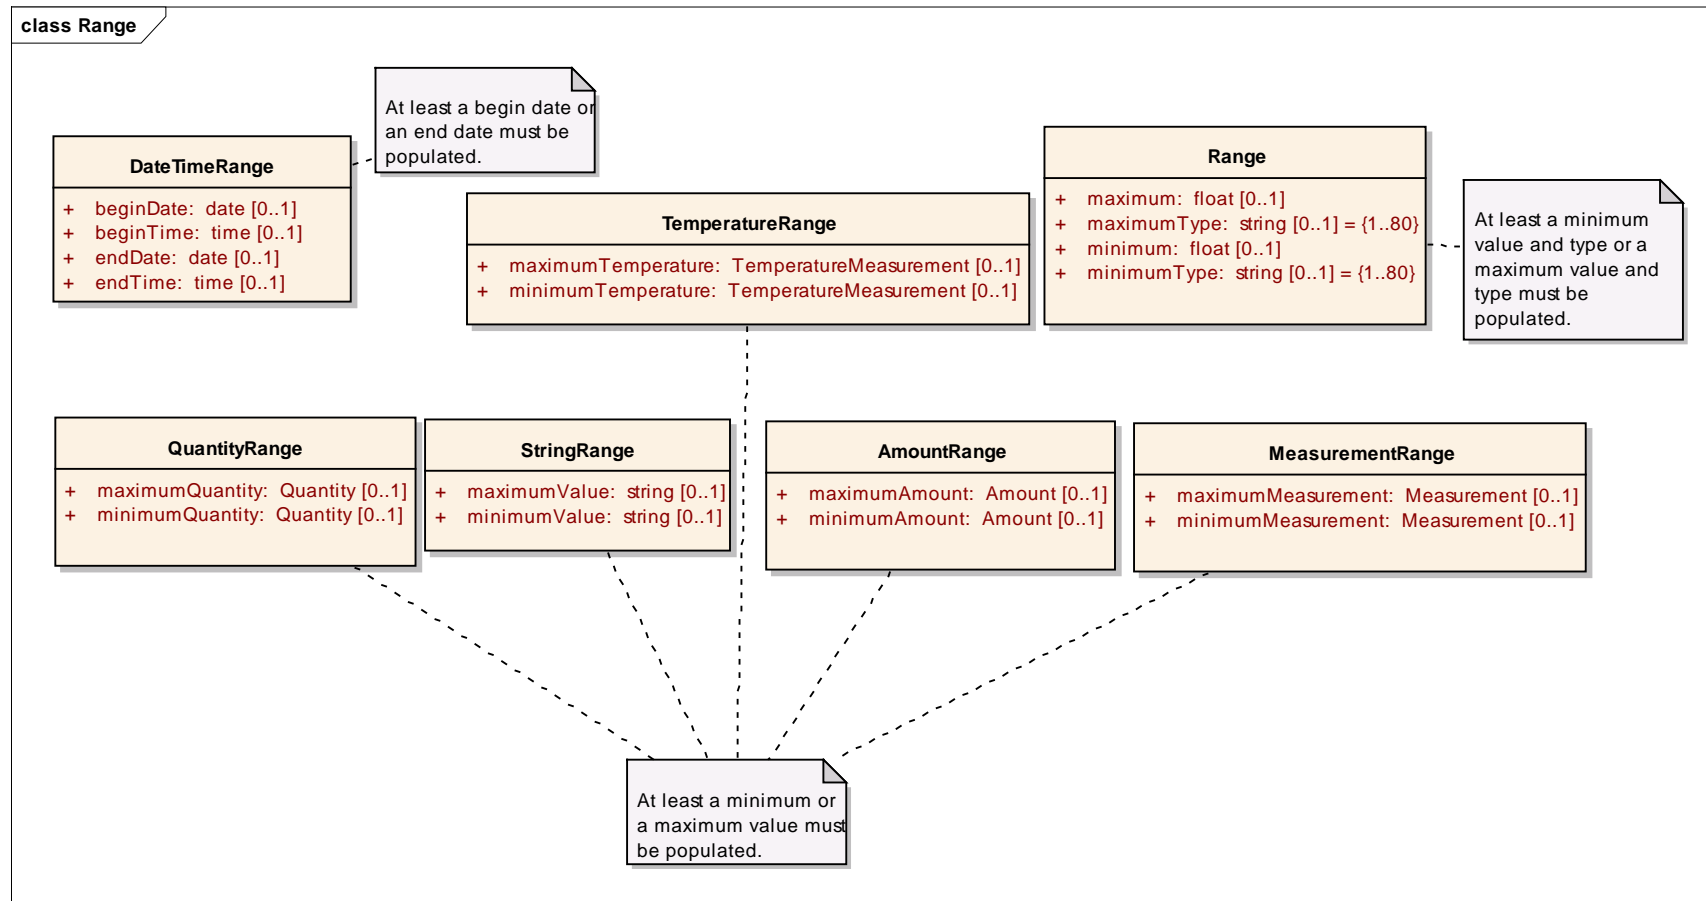 class Range
At least a begin date or
an end date must be
populated.
DateTimeRange
+ beginDate: date [0..1]
+ beginTime: time [0..1]
+ endDate: date [0..1]
+ endTime: time [0..1]
TemperatureRange
+ maximumTemperature: TemperatureMeasurement [0..1]
+ minimumTemperature: TemperatureMeasurement [0..1]
Range
+ maximum: float [0..1]
+ maximumType: string [0..1] = {1..80}
+ minimum: float [0..1]
+ minimumType: string [0..1] = {1..80}
At least a minimum
value and type or a
maximum value and
type must be
populated.
QuantityRange
+ maximumQuantity: Quantity [0..1]
+ minimumQuantity: Quantity [0..1]
StringRange
+ maximumValue: string [0..1]
+ minimumValue: string [0..1]
AmountRange
+ maximumAmount: Amount [0..1]
+ minimumAmount: Amount [0..1]
MeasurementRange
+ maximumMeasurement: Measurement [0..1]
+ minimumMeasurement: Measurement [0..1]
At least a minimum or
a maximum value must
be populated.